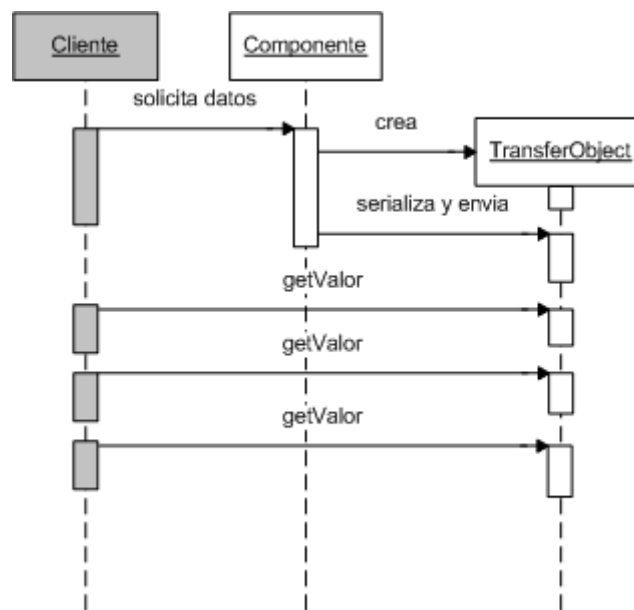 Cliente
Componente
solicita datos
crea
TransferObject
serializa y envia
getValor
getValor
getValor